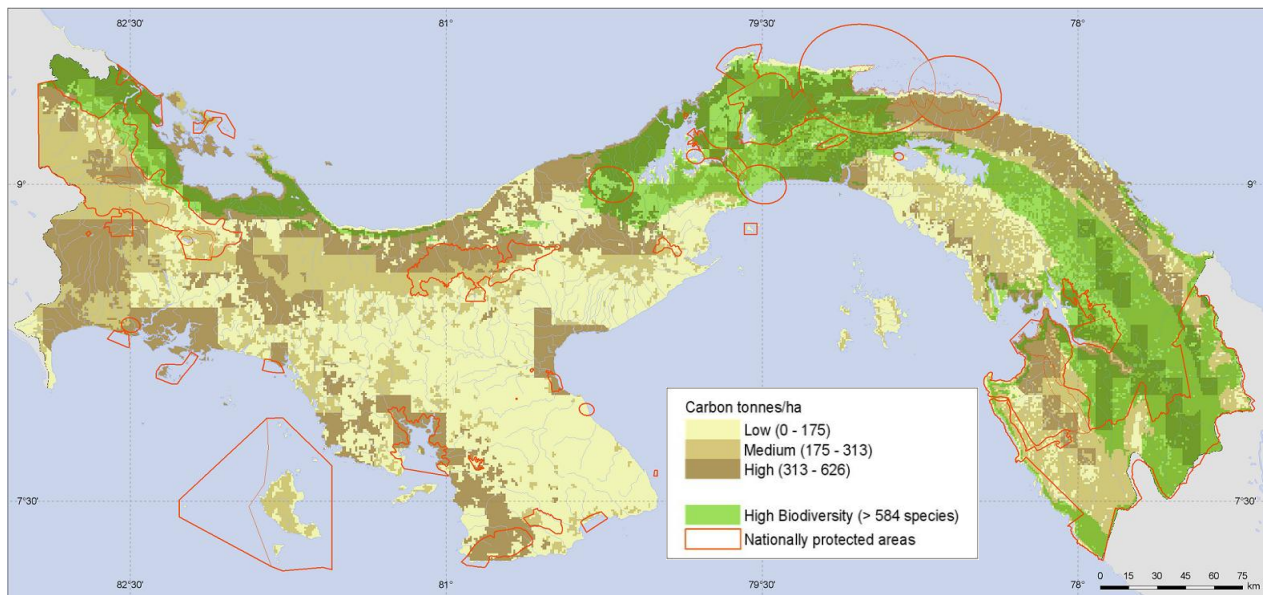 82°30'
81°
79°30'
78°
9°
9°
7°30'
7°30'
Carbon tonnes/ha
Low (0 - 175)
Medium (175 - 313)
High (313 - 626)
High Biodiversity (> 584 species)
Nationally protected areas
82°30'
81°
79°30'
78°
0 15 30 45 60 75
km